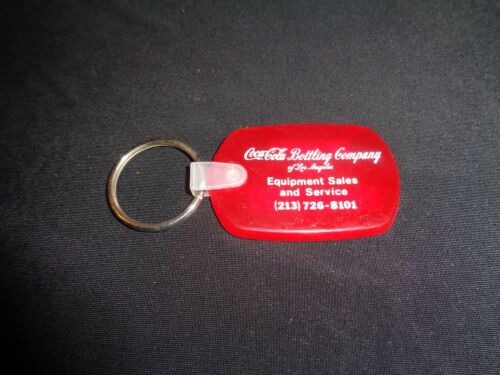 Coca-Cola Bottling Company
of Los Angeles
Equipment Sales
and Service
(213) 726-8101